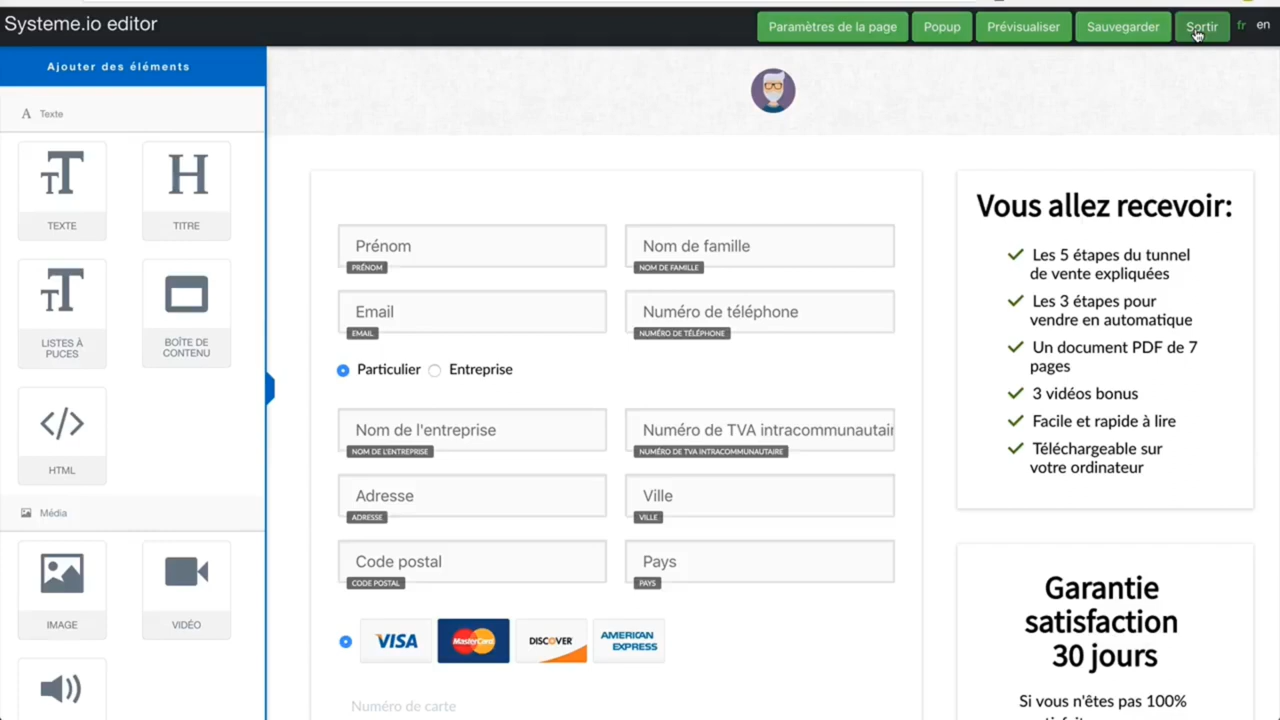 Systeme.io editor
Paramètres de la page
Popup
Prévisualiser
Sauvegarder
Sortir
fr
en
Ajouter des éléments
A Texte
TEXTE
TITRE
LISTES À
PUCES
BOÎTE DE
CONTENU
HTML
Média
IMAGE
VIDÉO
Prénom
PRÉNOM
Nom de famille
NOM DE FAMILLE
Email
EMAIL
Numéro de téléphone
NUMÉRO DE TÉLÉPHONE
Particulier
Entreprise
Nom de l'entreprise
NOM DE L'ENTREPRISE
Numéro de TVA intracommunautair
NUMÉRO DE TVA INTRACOMMUNAUTAIRE
Adresse
ADRESSE
Ville
VILLE
Code postal
CODE POSTAL
Pays
PAYS
VISA
MasterCard
DISCOVER
AMERICAN
EXPRESS
Numéro de carte
Vous allez recevoir:
Les 5 étapes du tunnel
de vente expliquées
Les 3 étapes pour
vendre en automatique
Un document PDF de 7
pages
3 vidéos bonus
Facile et rapide à lire
Téléchargeable sur
votre ordinateur
Garantie
satisfaction
30 jours
Si vous n'êtes pas 100%